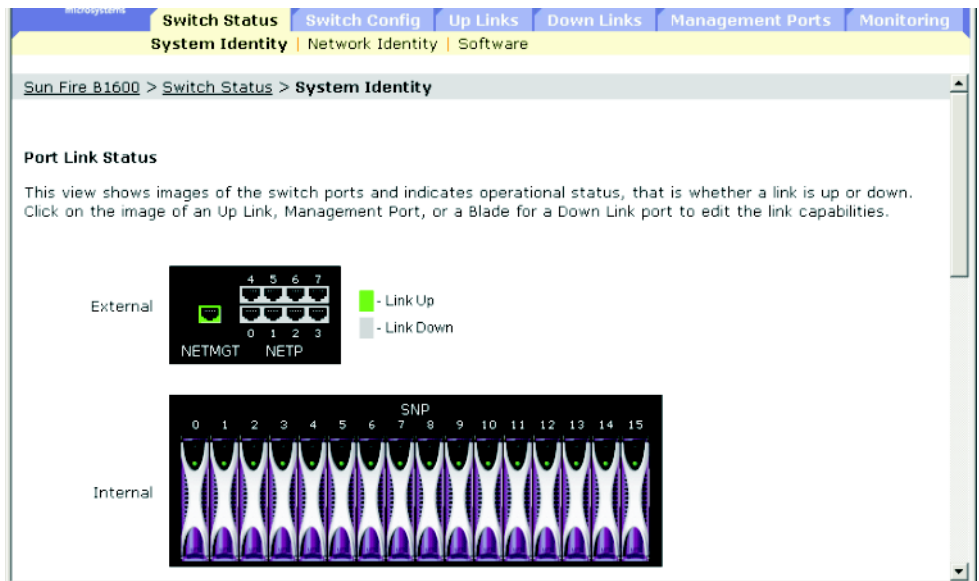 microsystems
Switch Status Switch Config Up Links Down Links Management Ports Monitoring
System Identity | Network Identity | Software
Sun Fire B1600 > Switch Status > System Identity
Port Link Status
This view shows images of the switch ports and indicates operational status, that is whether a link is up or down.
Click on the image of an Up Link, Management Port, or a Blade for a Down Link port to edit the link capabilities.
External
4 5 6 7
0 1 2 3
NETMGT NETP
- Link Up
- Link Down
Internal
SNP
0 1 2 3 4 5 6 7 8 9 10 11 12 13 14 15